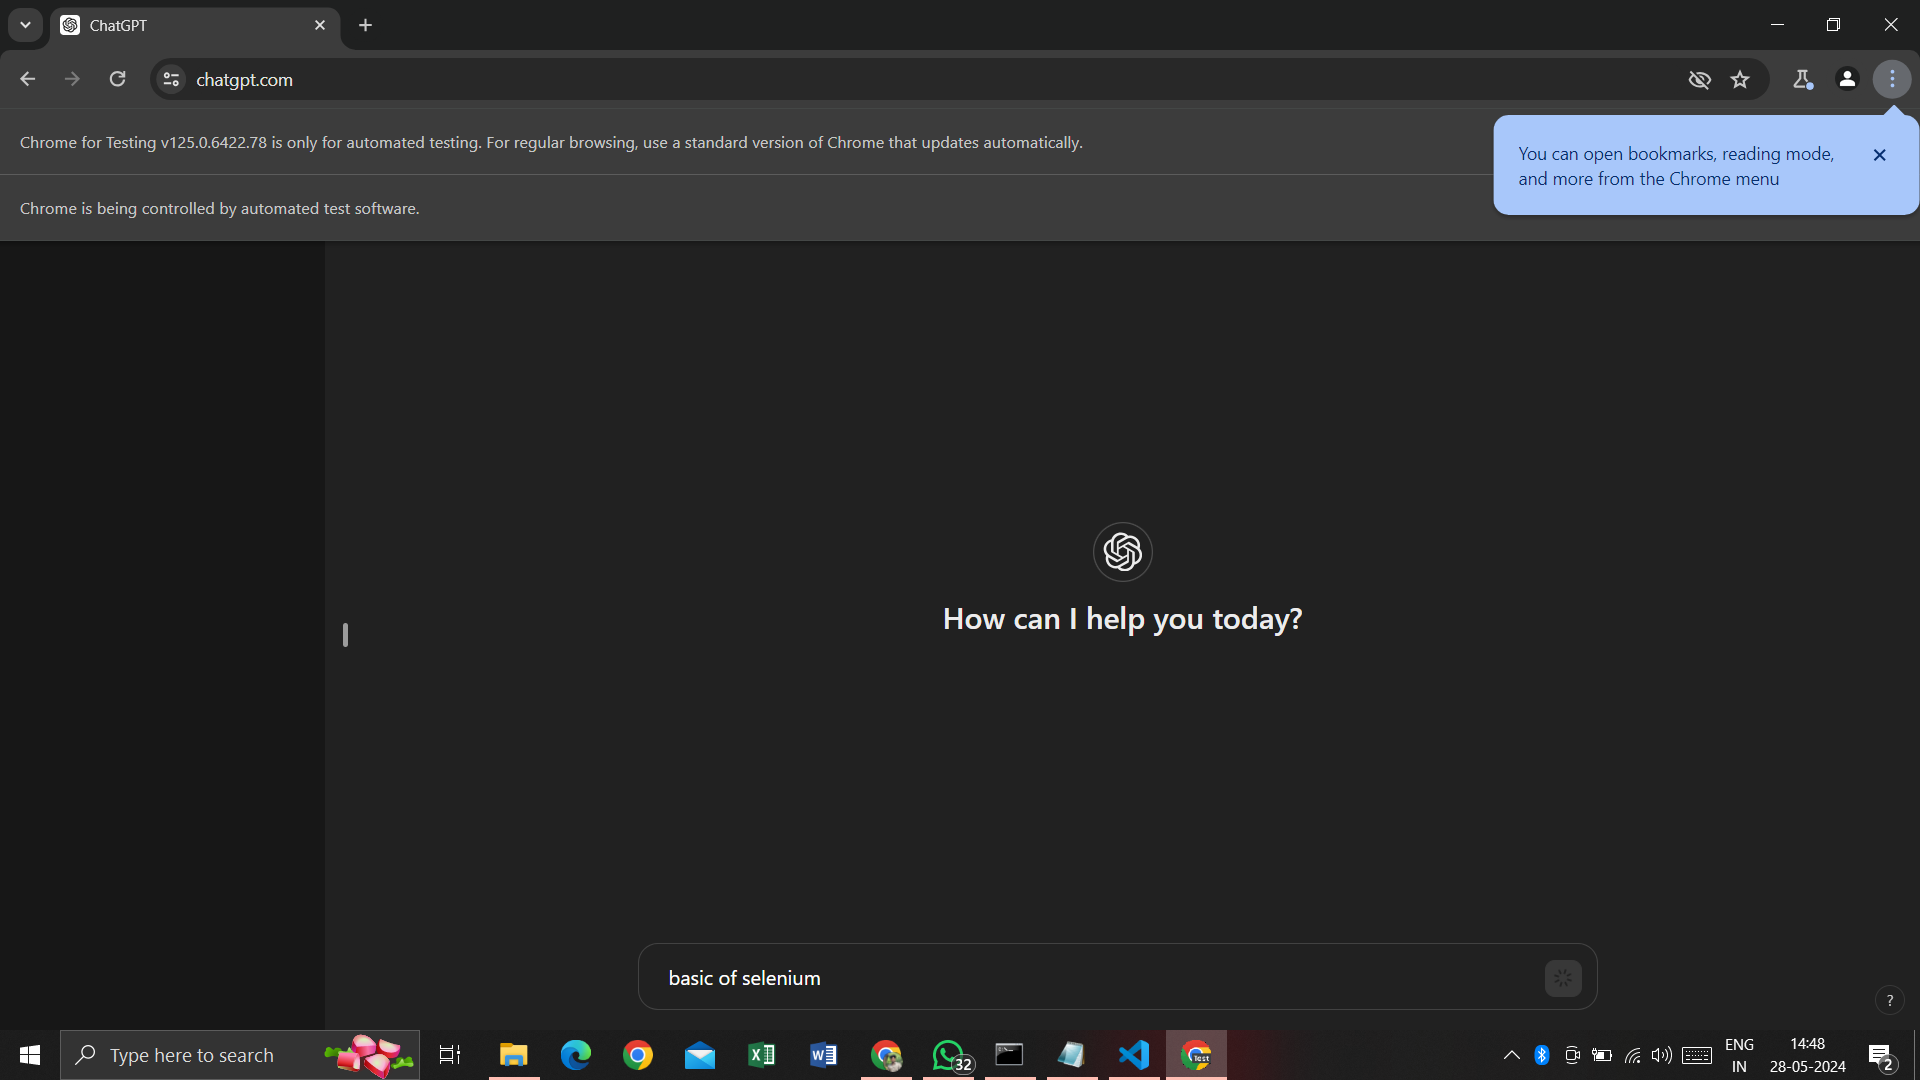 ChatGPT
chatgpt.com
Chrome for Testing v125.0.6422.78 is only for automated testing. For regular browsing, use a standard version of Chrome that updates automatically.
You can open bookmarks, reading mode,
and more from the Chrome menu
Chrome is being controlled by automated test software.
How can I help you today?
basic of selenium
?
Type here to search
32
Test
ENG
IN
14:48
28-05-2024
2